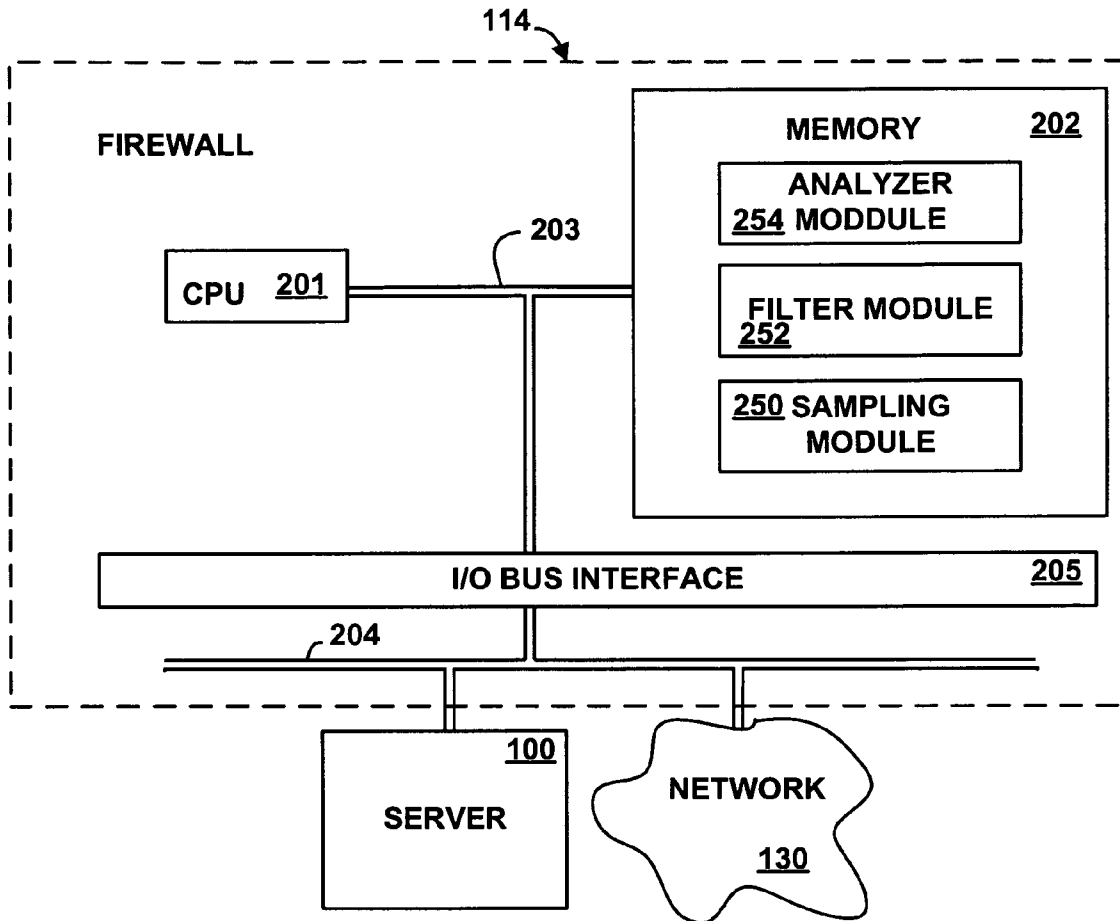 114
FIREWALL
MEMORY 202
ANALYZER
254 MODDULE
203
CPU 201
FILTER MODULE
252
250 SAMPLING
MODULE
I/O BUS INTERFACE 205
204
100
SERVER
NETWORK
130